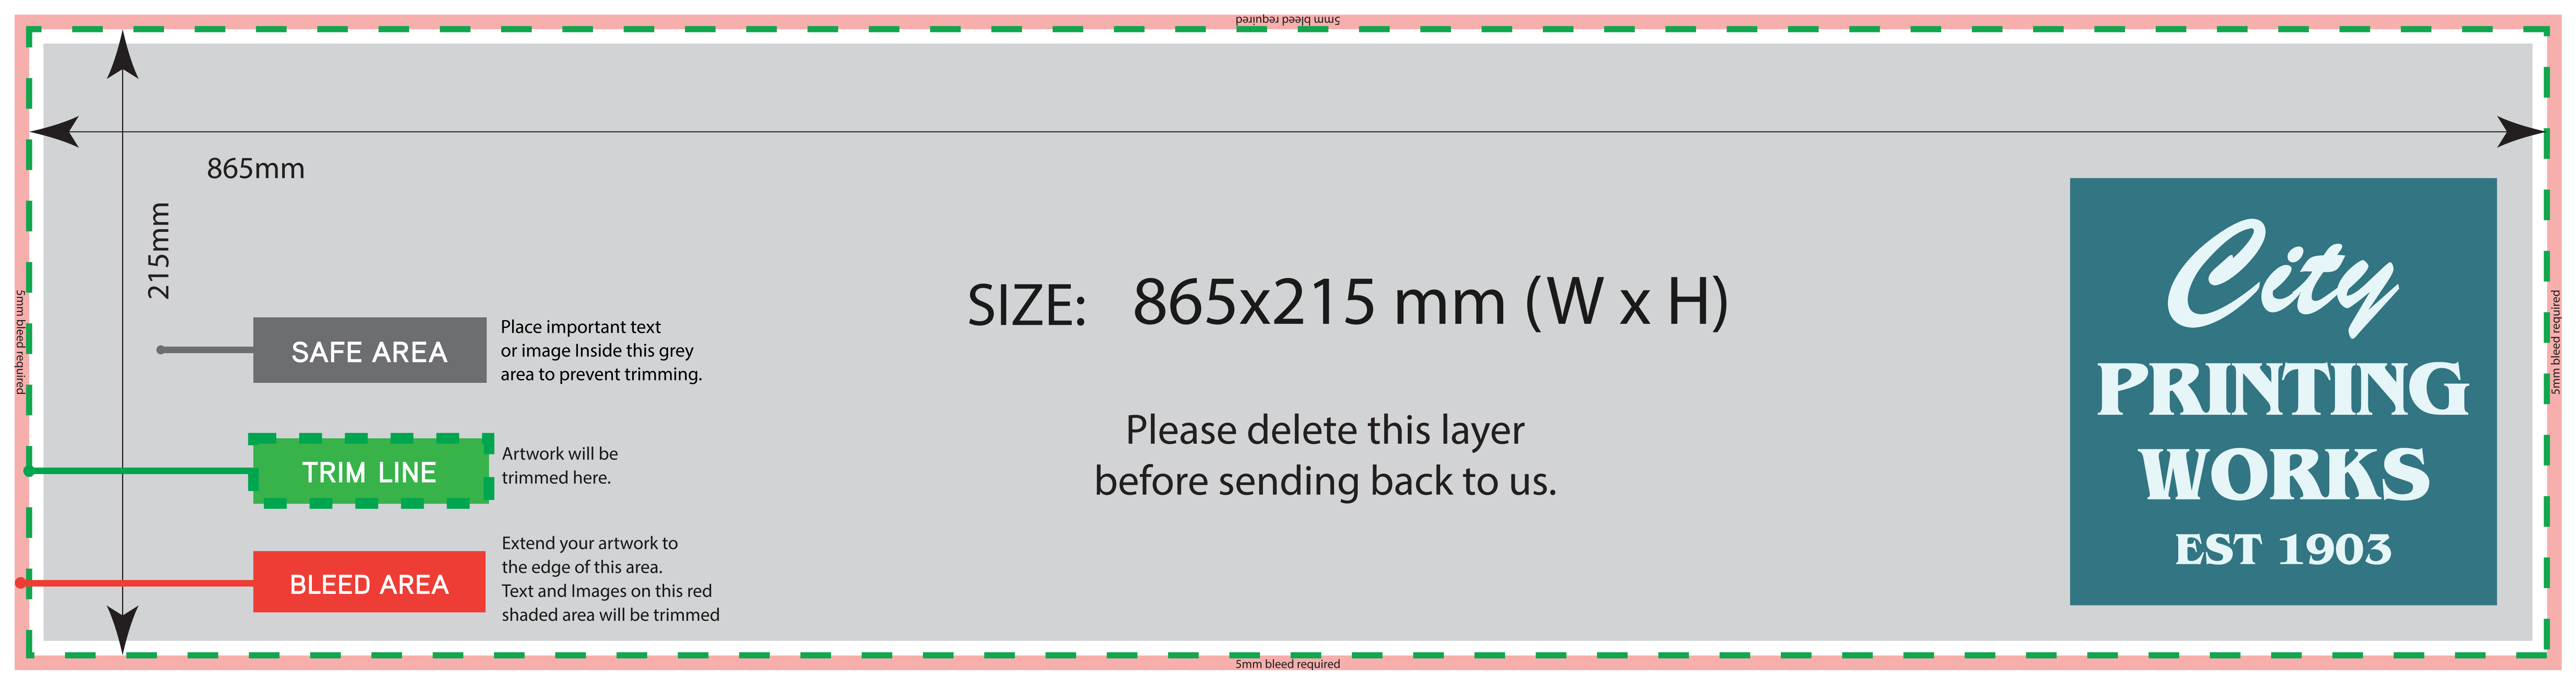 5mm bleed required
865mm
215mm
5mm bleed required
SAFE AREA
Place important text
or image Inside this grey
area to prevent trimming.
TRIM LINE
Artwork will be
trimmed here.
BLEED AREA
Extend your artwork to
the edge of this area.
Text and Images on this red
shaded area will be trimmed
SIZE: 865x215 mm (W x H)
Please delete this layer
before sending back to us.
City
PRINTING
WORKS
EST 1903
5mm bleed required
5mm bleed required